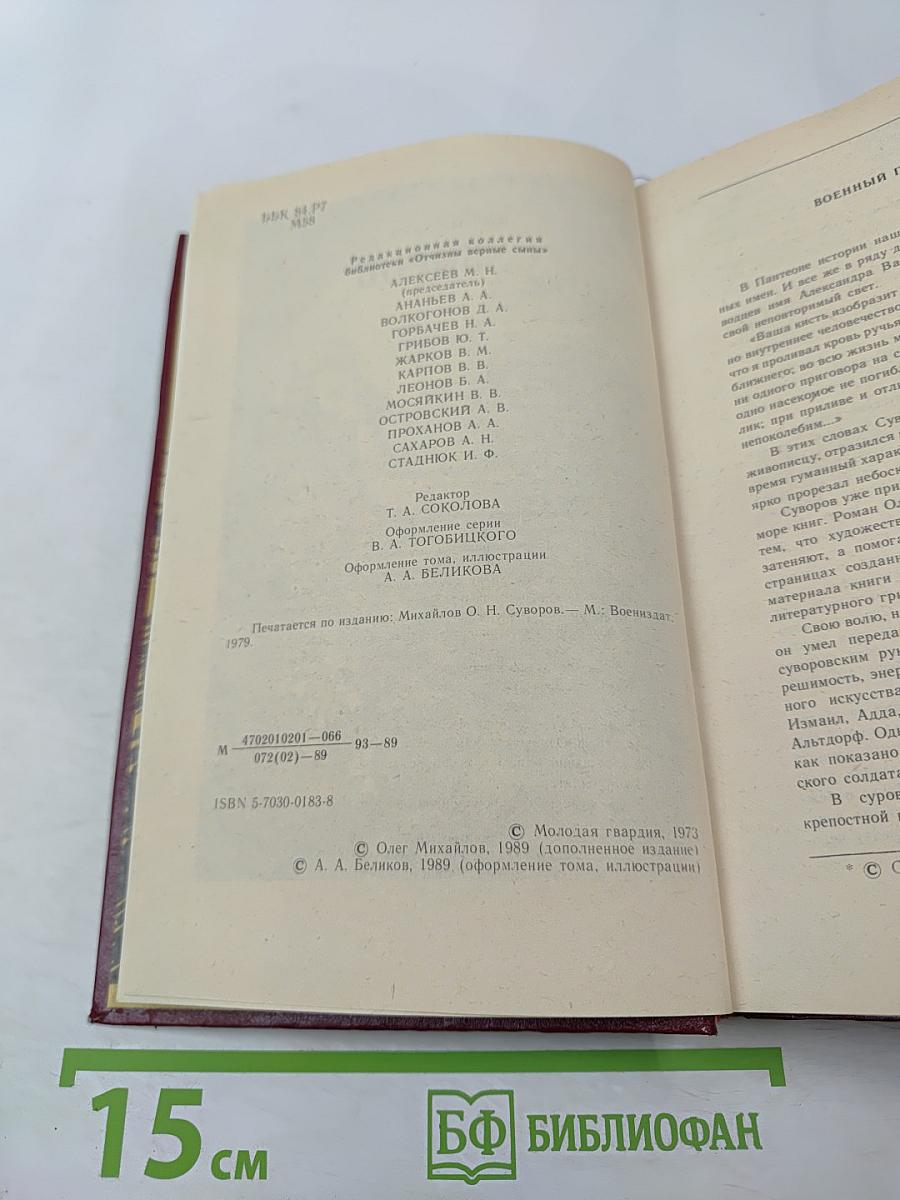 ББК 84.Р7
М58
Редакционная коллегия
библиотеки «Отчизны верные сыны»
АЛЕКСЕЕВ М. Н.
(председатель)
АНАНЬЕВ А. А.
ВОЛКОГОНОВ Д. А.
ГОРБАЧЕВ Н. А.
ГРИБОВ Ю. Т.
ЖАРКОВ В. М.
КАРПОВ В. В.
ЛЕОНОВ Б. А.
МОСЯЙКИН В. В.
ОСТРОВСКИЙ А. В.
ПРОХАНОВ А. А.
САХАРОВ А. Н.
СТАДНЮК И. Ф.
Редактор
Т. А. СОКОЛОВА
Оформление серии
В. А. ТОГОБИЦКОГО
Оформление тома, иллюстрации
А. А. БЕЛИКОВА
Печатается по изданию: Михайлов О. Н. Суворов.— М.: Воениздат.
1979.
М 4702010201—066 93—89
072(02)—89
ISBN 5-7030-0183-8
© Молодая гвардия, 1973
© Олег Михайлов, 1989 (дополненное издание)
© А. А. Беликов, 1989 (оформление тома, иллюстрации)
ВОЕННЫЙ
В Пантеоне истории наш
ных имен. И все же в ряду
водцев имя Александра Ва
свой неповторимый свет.
«Ваша кисть изобразит
но внутреннее человечество
что я проливал кровь ручья
ближнего; во всю жизнь м
ни одного приговора на с
одно насекомое не погиб
лик; при приливе и отли
непоколебим...»
В этих словах Сув
живописцу, отразился
время гуманный харак
ярко прорезал небоск
Суворов уже при
море книг. Роман Ол
тем, что художеств
затеняют, а помога
страницах создан
материала книги
литературного гр
Свою волю, н
он умел переда
суворовским рук
решимость, энер
ного искусства
Измаил, Адда,
Альтдорф. Од
как показано
ского солдат
В суров
крепостной
* © О
15 см
БФ БИБЛИОФАН